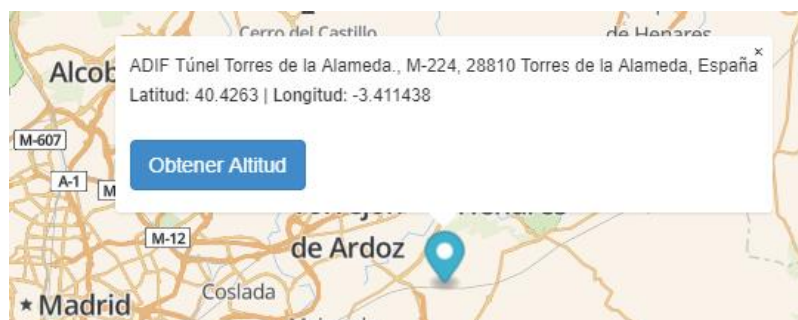 Cerro del Castillo
de Henares
×
Alcob
ADIF Túnel Torres de la Alameda., M-224, 28810 Torres de la Alameda, España
Latitud: 40.4263 | Longitud: -3.411438
M-607
Obtener Altitud
A-1
M
Henares
M-12
de Ardoz
Coslada
Madrid